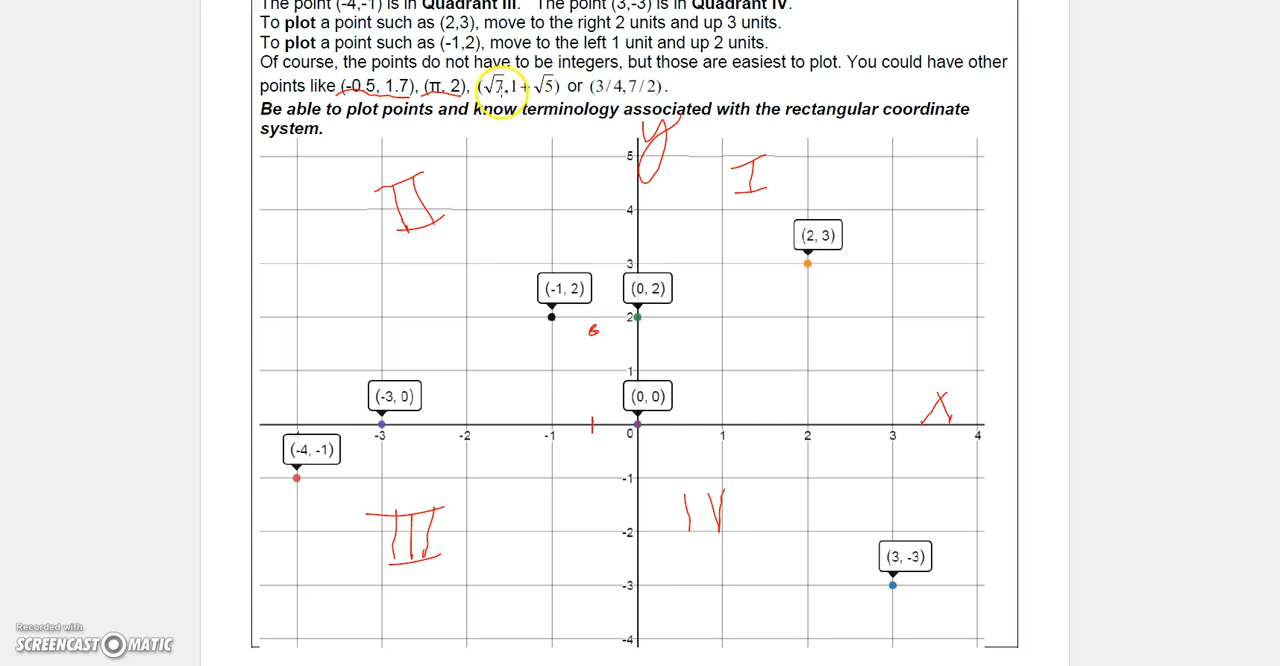 The point (-4,-1) is in Quadrant III. The point (3,-3) is in Quadrant IV.
To plot a point such as (2,3), move to the right 2 units and up 3 units.
To plot a point such as (-1,2), move to the left 1 unit and up 2 units.
Of course, the points do not have to be integers, but those are easiest to plot. You could have other
points like (-0.5, 1.7), (π, 2), (√7,1+√5) or (3/4,7/2).
Be able to plot points and know terminology associated with the rectangular coordinate
system.
y
5
I
II
4
(2, 3)
3
(-1, 2)
(0, 2)
2
1
(-3, 0)
(0, 0)
X
-3
-2
-1
0
1
2
3
4
(-4, -1)
-1
III
IV
-2
(3, -3)
-3
-4
Recorded with
SCREENCAST O MATIC